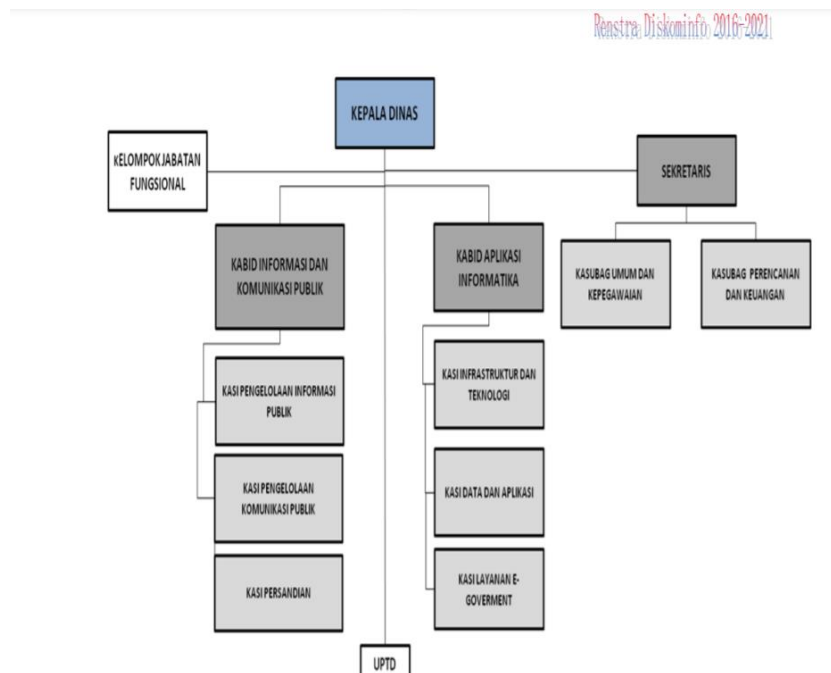 Renstra Diskominfo 2016-2021
KEPALA DINAS
KELOMPOK JABATAN
FUNGSIONAL
SEKRETARIS
KABID INFORMASI DAN
KOMUNIKASI PUBLIK
KABID APLIKASI
INFORMATIKA
KASUBAG UMUM DAN
KEPEGAWAIAN
KASUBAG PERENCANAN
DAN KEUANGAN
KASI PENGELOLAAN INFORMASI
PUBLIK
KASI INFRASTRUKTUR DAN
TEKNOLOGI
KASI PENGELOLAAN
KOMUNIKASI PUBLIK
KASI DATA DAN APLIKASI
KASI PERSANDIAN
KASI LAYANAN E-
GOVERMENT
UPTD